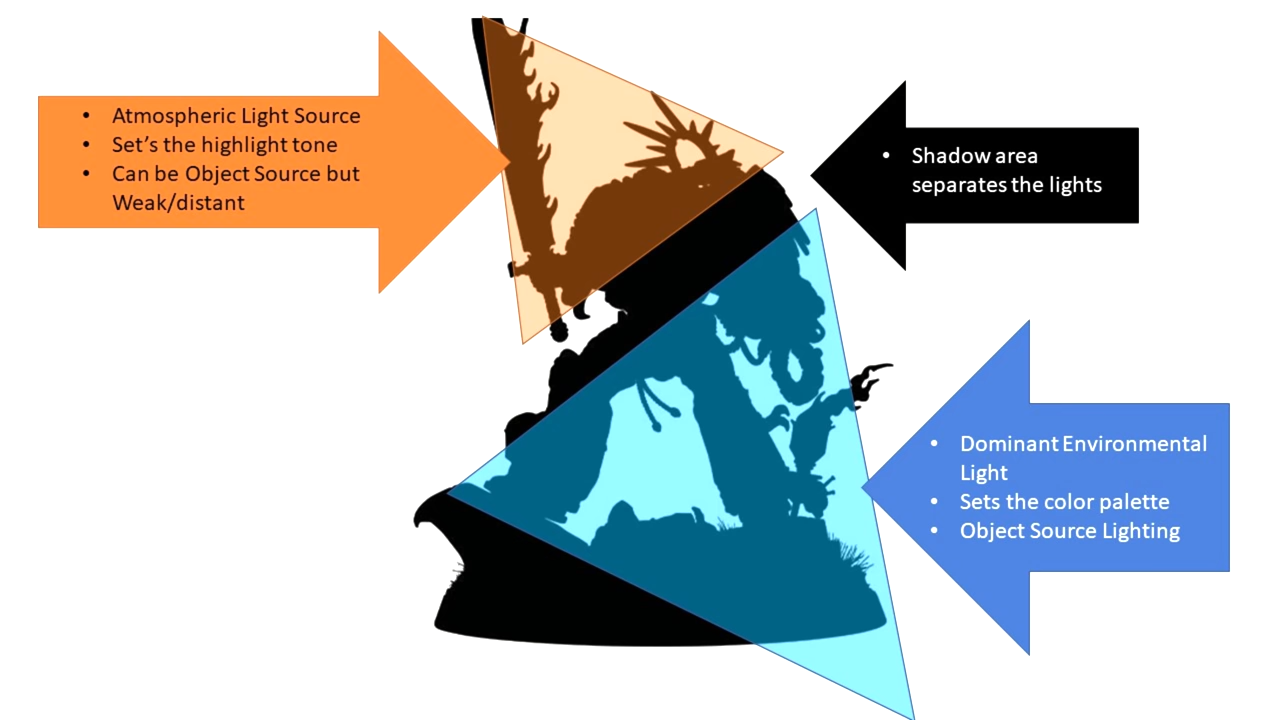 • Atmospheric Light Source
• Set's the highlight tone
• Can be Object Source but
Weak/distant
• Shadow area
separates the lights
• Dominant Environmental
Light
• Sets the color palette
• Object Source Lighting